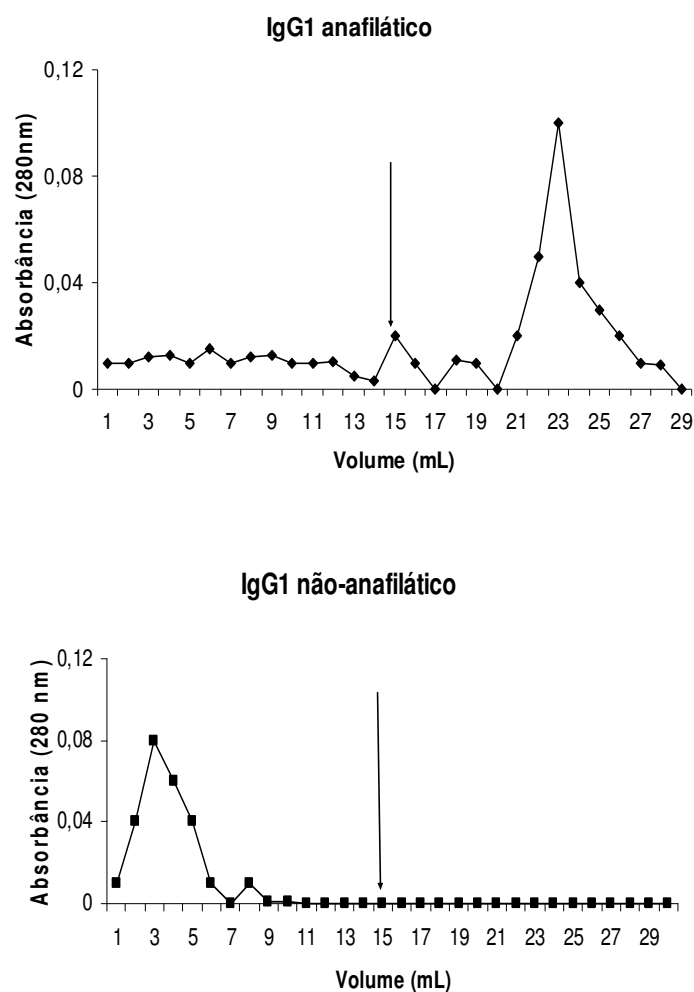 IgG1 anafilático
Absorbância (280nm)
0,12
0,08
0,04
0
1 3 5 7 9 11 13 15 17 19 21 23 25 27 29
Volume (mL)
IgG1 não-anafilático
Absorbância (280 nm)
0,12
0,08
0,04
0
1 3 5 7 9 11 13 15 17 19 21 23 25 27 29
Volume (mL)